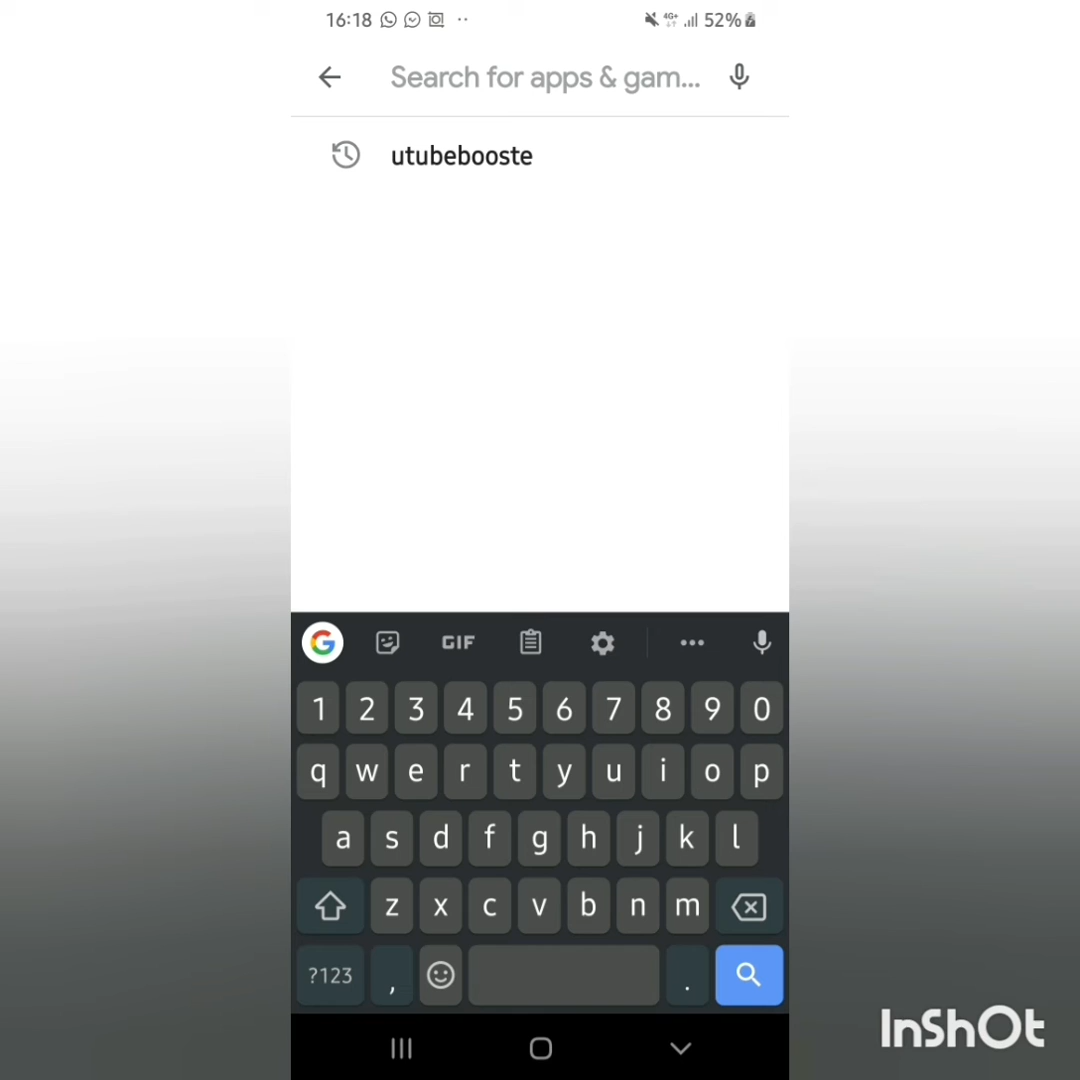 16:18 4G+ 52%
Search for apps & gam...
utubebooste
G GIF
1 2 3 4 5 6 7 8 9 0
q w e r t y u i o p
a s d f g h j k l
z x c v b n m
?123 , .
InShOt